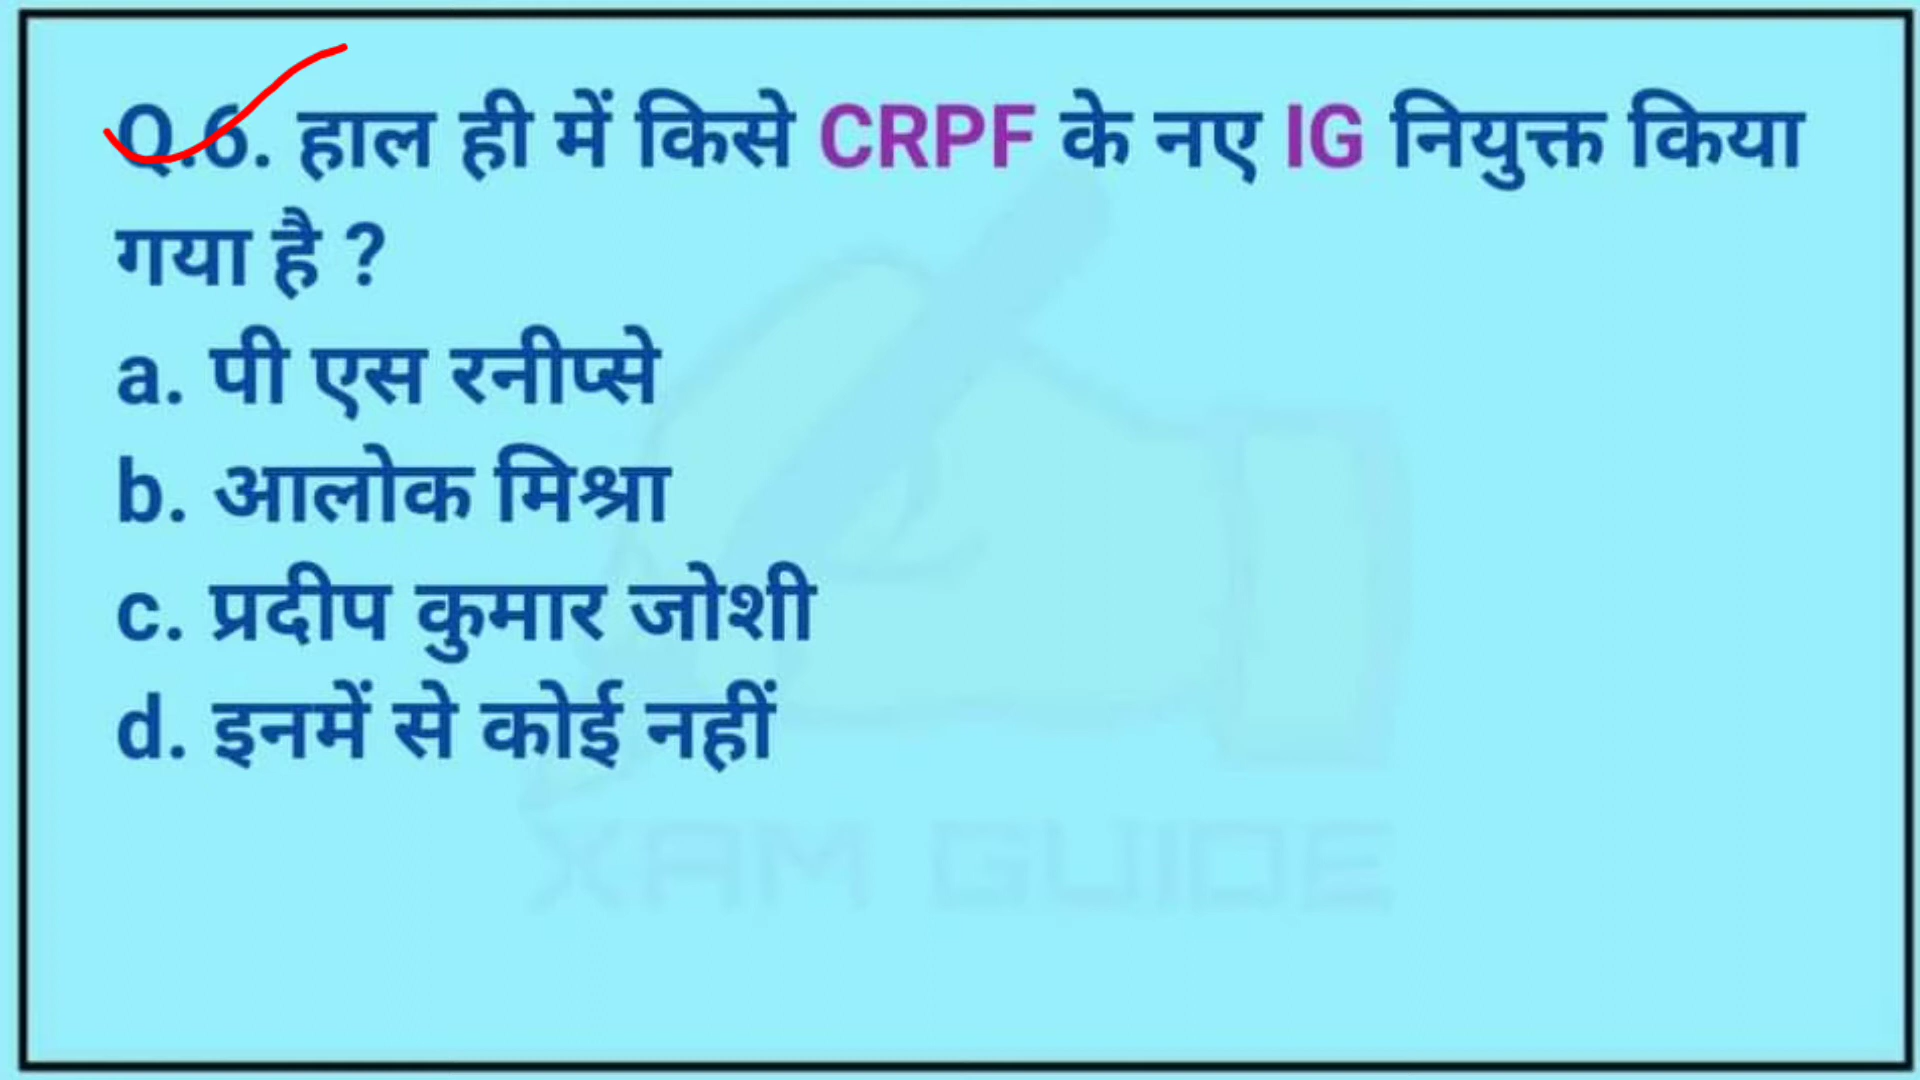 Q.6. हाल ही में किसे CRPF के नए IG नियुक्त किया
गया है ?
a. पी एस रनीप्से
b. आलोक मिश्रा
c. प्रदीप कुमार जोशी
d. इनमें से कोई नहीं
XAM GUIDE